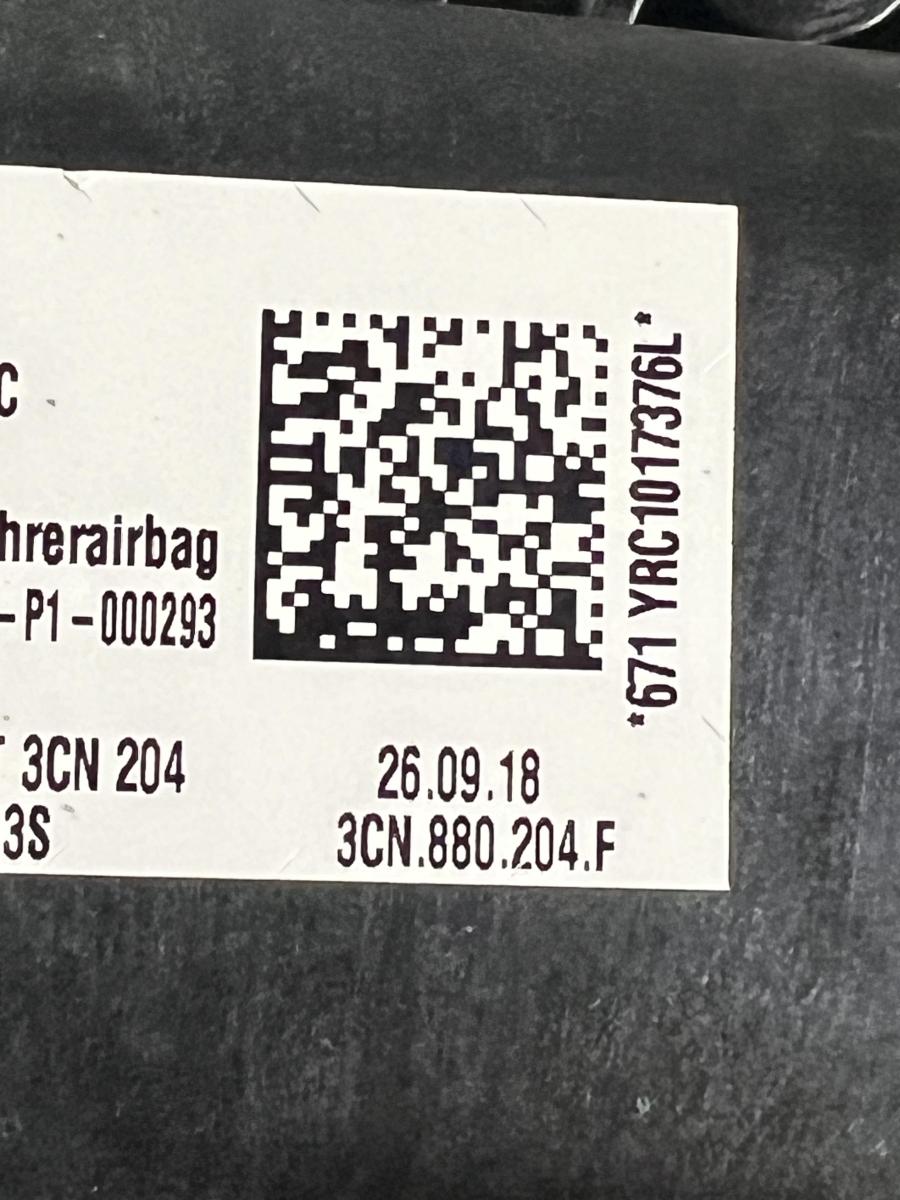 C
hrerairbag
-P1-000293
3CN 204
3S
26.09.18
3CN.880.204.F
*671 YRC1017376L*